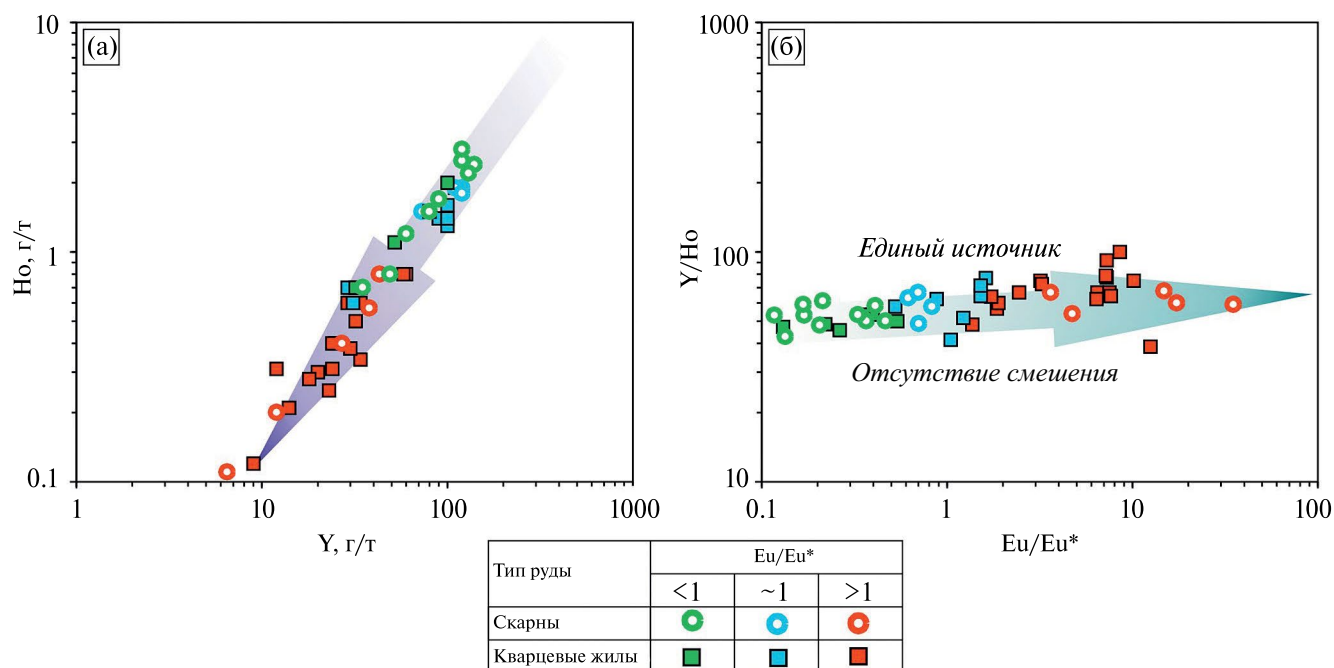 (а)
10
1
0.1
Ho, г/т
1
10
100
1000
Y, г/т
(б)
1000
100
10
Y/Ho
Единый источник
Отсутствие смешения
0.1
1
10
100
Eu/Eu*
Тип руды
Eu/Eu*
<1
~1
>1
Скарны
Кварцевые жилы